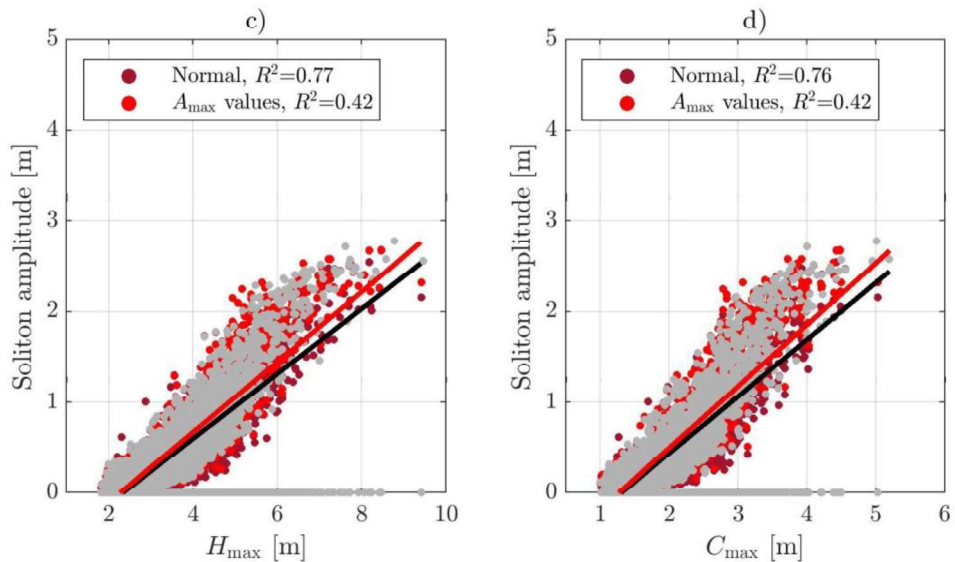 c)
5
4
3
2
1
0
Soliton amplitude [m]
Normal, R²=0.77
A_max values, R²=0.42
2 4 6 8 10
H_max [m]
d)
5
4
3
2
1
0
Soliton amplitude [m]
Normal, R²=0.76
A_max values, R²=0.42
1 2 3 4 5 6
C_max [m]